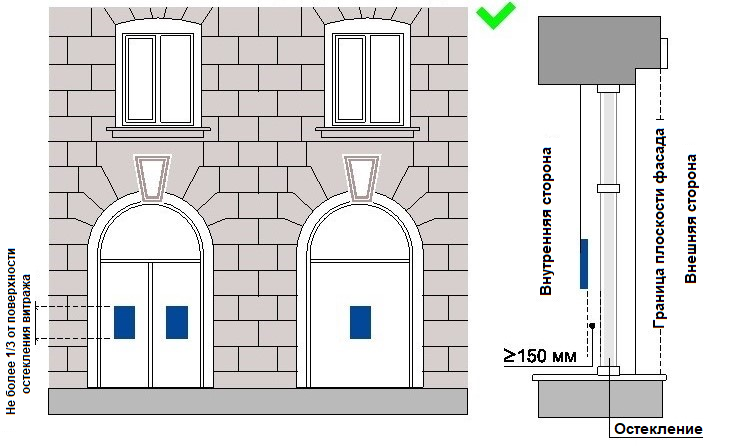 Не более 1/3 от поверхности
остекления витража
Внутренняя сторона
Граница плоскости фасада
Внешняя сторона
≥150 мм
Остекление